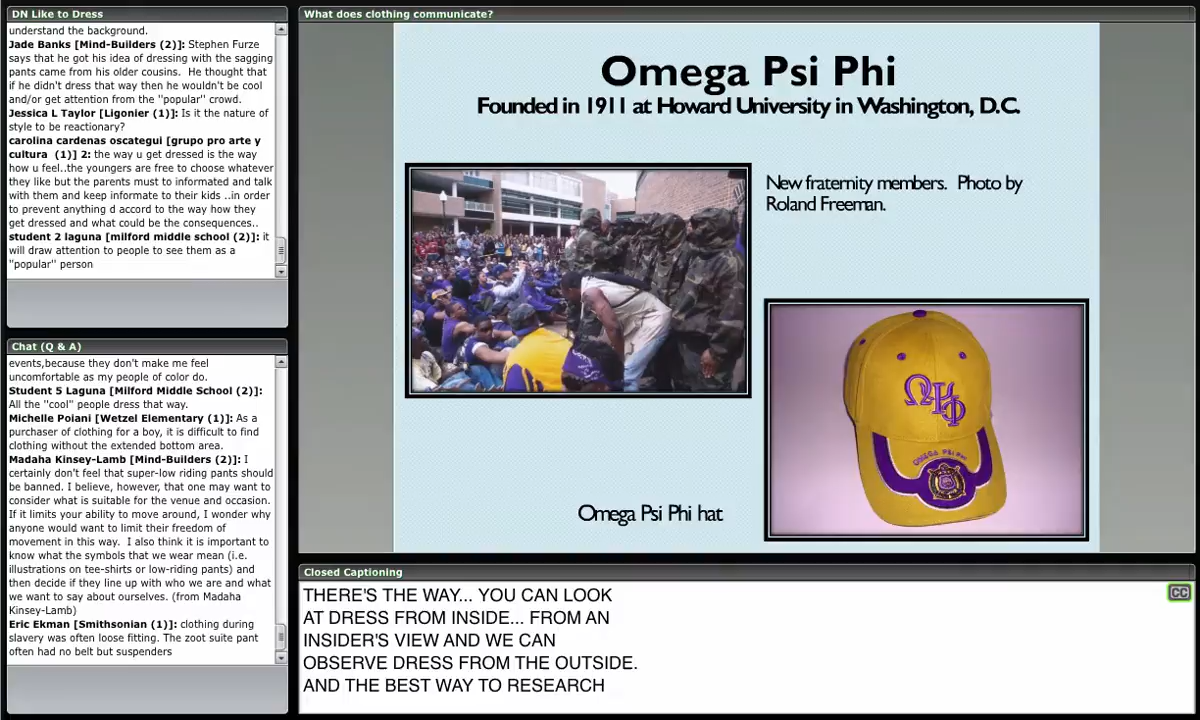 DN Like to Dress
understand the background.
Jade Banks [Mind-Builders (2)]: Stephen Furze
says that he got his idea of dressing with the sagging
pants came from his older cousins.  He thought that
if he didn't dress that way then he wouldn't be cool
and/or get attention from the "popular" crowd.
Jessica L Taylor [Ligonier (1)]: Is it the nature of
style to be reactionary?
carolina cardenas oscategui [grupo pro arte y
cultura  (1)] 2: the way u get dressed is the way
how u feel..the youngers are free to choose whatever
they like but the parents must to informated and talk
with them and keep informate to their kids ..in order
to prevent anything d accord to the way how they
get dressed and what could be the consequences..
student 2 laguna [milford middle school (2)]: it
will draw attention to people to see them as a
"popular" person
Chat (Q & A)
events,because they don't make me feel
uncomfortable as my people of color do.
Student 5 Laguna [Milford Middle School (2)]:
All the "cool" people dress that way.
Michelle Poiani [Wetzel Elementary (1)]: As a
purchaser of clothing for a boy, it is difficult to find
clothing without the extended bottom area.
Madaha Kinsey-Lamb [Mind-Builders (2)]: I
certainly don't feel that super-low riding pants should
be banned. I believe, however, that one may want to
consider what is suitable for the venue and occasion.
If it limits your ability to move around, I wonder why
anyone would want to limit their freedom of
movement in this way.  I also think it is important to
know what the symbols that we wear mean (i.e.
illustrations on tee-shirts or low-riding pants) and
then decide if they line up with who we are and what
we want to say about ourselves. (from Madaha
Kinsey-Lamb)
Eric Ekman [Smithsonian (1)]: clothing during
slavery was often loose fitting. The zoot suite pant
often had no belt but suspenders
What does clothing communicate?
Omega Psi Phi
Founded in 1911 at Howard University in Washington, D.C.
New fraternity members.  Photo by
Roland Freeman.
ΩΨΦ
OMEGA PSI PHI
Omega Psi Phi hat
Closed Captioning
CC
THERE'S THE WAY... YOU CAN LOOK
AT DRESS FROM INSIDE... FROM AN
INSIDER'S VIEW AND WE CAN
OBSERVE DRESS FROM THE OUTSIDE.
AND THE BEST WAY TO RESEARCH